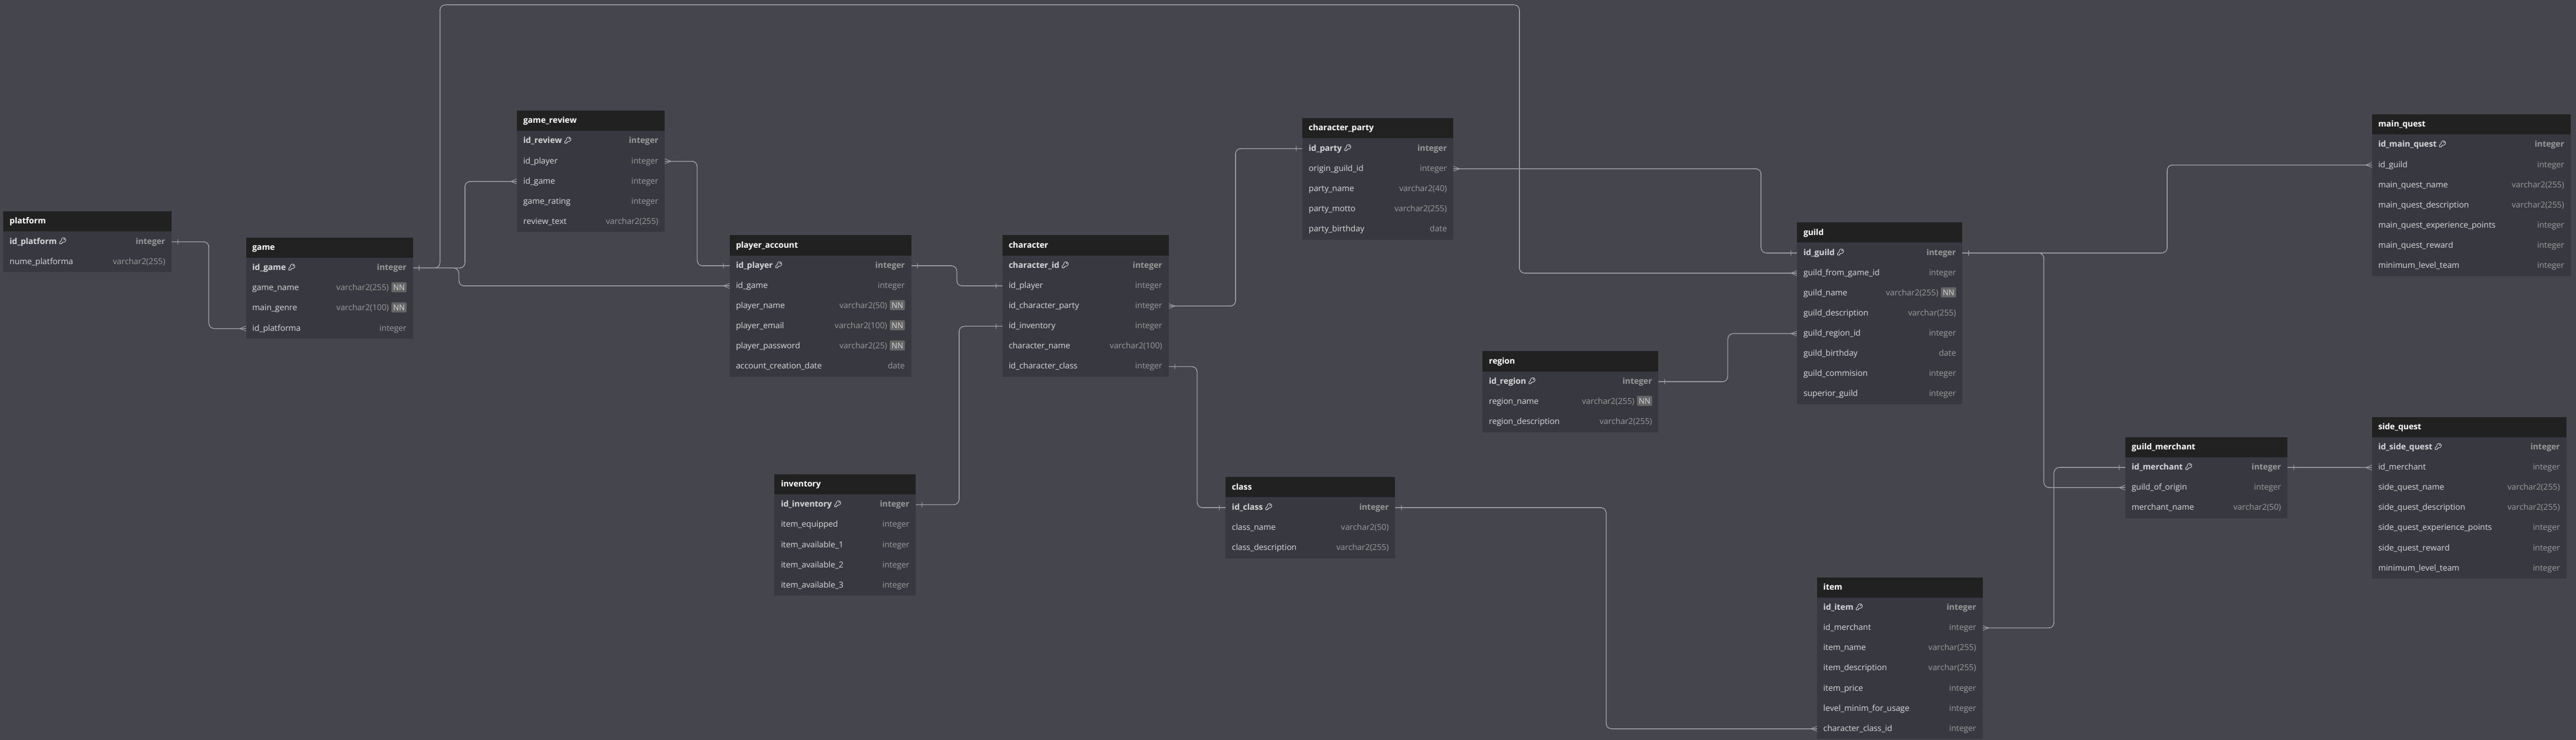 platform
id_platform integer
nume_platforma varchar2(255)
game
id_game integer
game_name varchar2(255) NN
main_genre varchar2(100) NN
id_platforma integer
game_review
id_review integer
id_player integer
id_game integer
game_rating integer
review_text varchar2(255)
player_account
id_player integer
id_game integer
player_name varchar2(50) NN
player_email varchar2(100) NN
player_password varchar2(25) NN
account_creation_date date
character
character_id integer
id_player integer
id_character_party integer
id_inventory integer
character_name varchar2(100)
id_character_class integer
inventory
id_inventory integer
item_equipped integer
item_available_1 integer
item_available_2 integer
item_available_3 integer
character_party
id_party integer
origin_guild_id integer
party_name varchar2(40)
party_motto varchar2(255)
party_birthday date
class
id_class integer
class_name varchar2(50)
class_description varchar2(255)
region
id_region integer
region_name varchar2(255) NN
region_description varchar2(255)
guild
id_guild integer
guild_from_game_id integer
guild_name varchar2(255) NN
guild_description varchar(255)
guild_region_id integer
guild_birthday date
guild_commision integer
superior_guild integer
item
id_item integer
id_merchant integer
item_name varchar(255)
item_description varchar(255)
item_price integer
level_minim_for_usage integer
character_class_id integer
guild_merchant
id_merchant integer
guild_of_origin integer
merchant_name varchar2(50)
main_quest
id_main_quest integer
id_guild integer
main_quest_name varchar2(255)
main_quest_description varchar2(255)
main_quest_experience_points integer
main_quest_reward integer
minimum_level_team integer
side_quest
id_side_quest integer
id_merchant integer
side_quest_name varchar2(255)
side_quest_description varchar2(255)
side_quest_experience_points integer
side_quest_reward integer
minimum_level_team integer